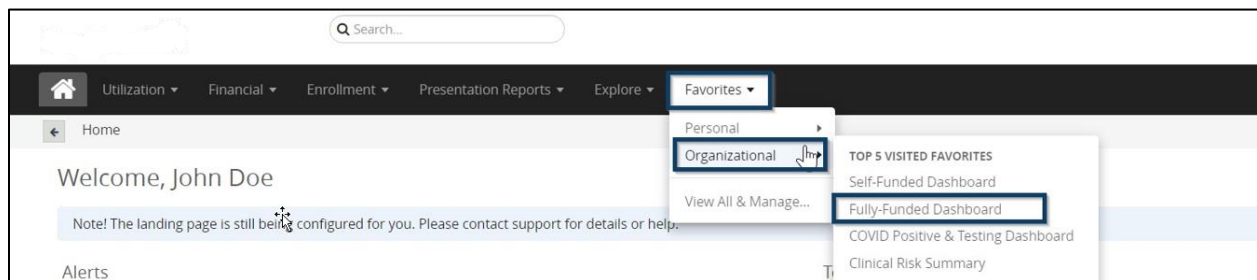 Search...
Utilization Financial Enrollment Presentation Reports Explore Favorites
Home
Personal
Organizational
View All & Manage...
TOP 5 VISITED FAVORITES
Self-Funded Dashboard
Fully-Funded Dashboard
COVID Positive & Testing Dashboard
Clinical Risk Summary
Welcome, John Doe
Note! The landing page is still being configured for you. Please contact support for details or help.
Alerts